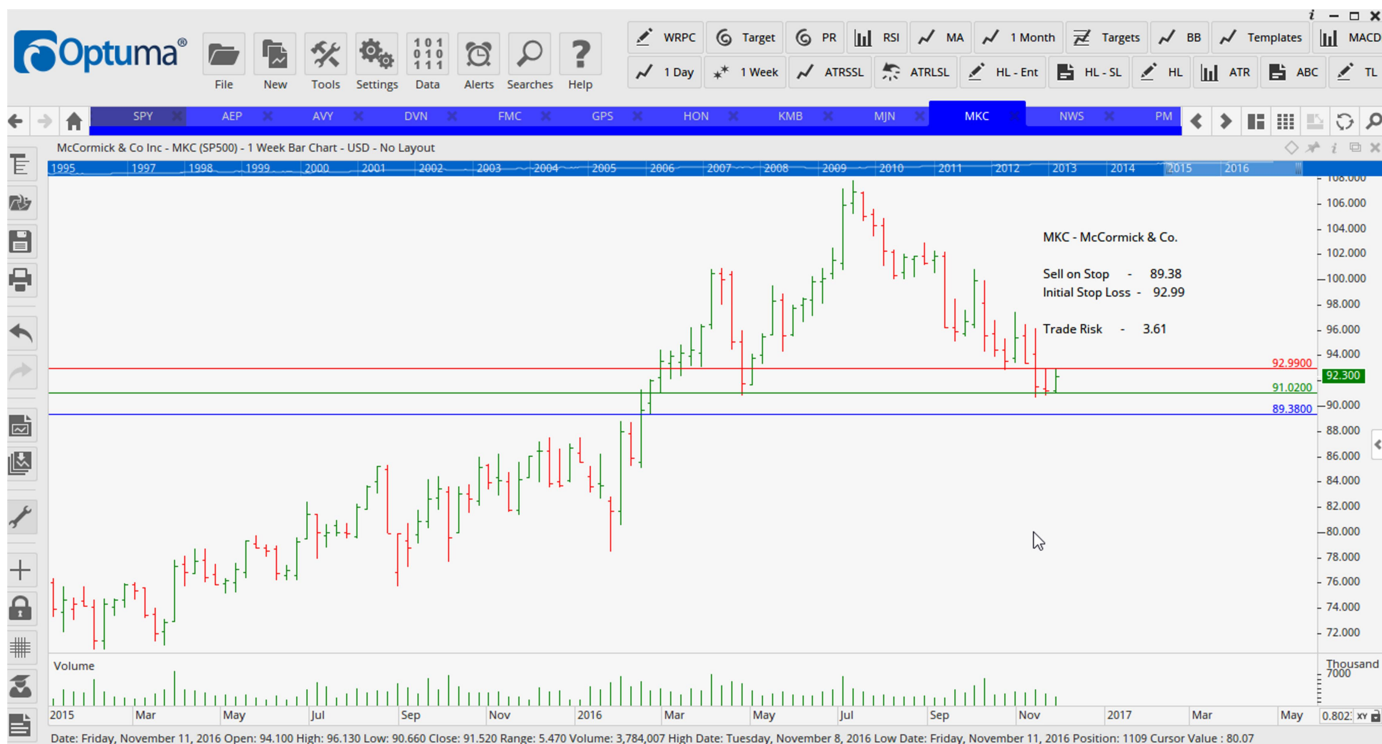 Optuma®
File New Tools Settings Data Alerts Searches Help
WRPC Target PR RSI MA 1 Month Targets BB Templates MACD
1 Day 1 Week ATRSSL ATRLSL HL - Ent HL - SL HL ATR ABC TL
SPY AEP AVY DVN FMC GPS HON KMB MJN MKC NWS PM
McCormick & Co Inc - MKC (SP500) - 1 Week Bar Chart - USD - No Layout
1995 1997 1998 1999 2000 2001 2002 2003 2004 2006 2007 2008 2009 2010 2011 2012 2013 2014 2015 2016
108.000
106.000
104.000
102.000
100.000
98.000
96.000
94.000
92.300
90.000
88.000
86.000
84.000
82.000
80.000
78.000
76.000
74.000
72.000
MKC - McCormick & Co.
Sell on Stop - 89.38
Initial Stop Loss - 92.99
Trade Risk - 3.61
92.9900
91.0200
89.3800
Volume
Thousand
7000
2015 Mar May Jul Sep Nov 2016 Mar May Jul Sep Nov 2017 Mar May
XY
Date: Friday, November 11, 2016 Open: 94.100 High: 96.130 Low: 90.660 Close: 91.520 Range: 5.470 Volume: 3,784,007 High Date: Tuesday, November 8, 2016 Low Date: Friday, November 11, 2016 Position: 1109 Cursor Value : 80.07